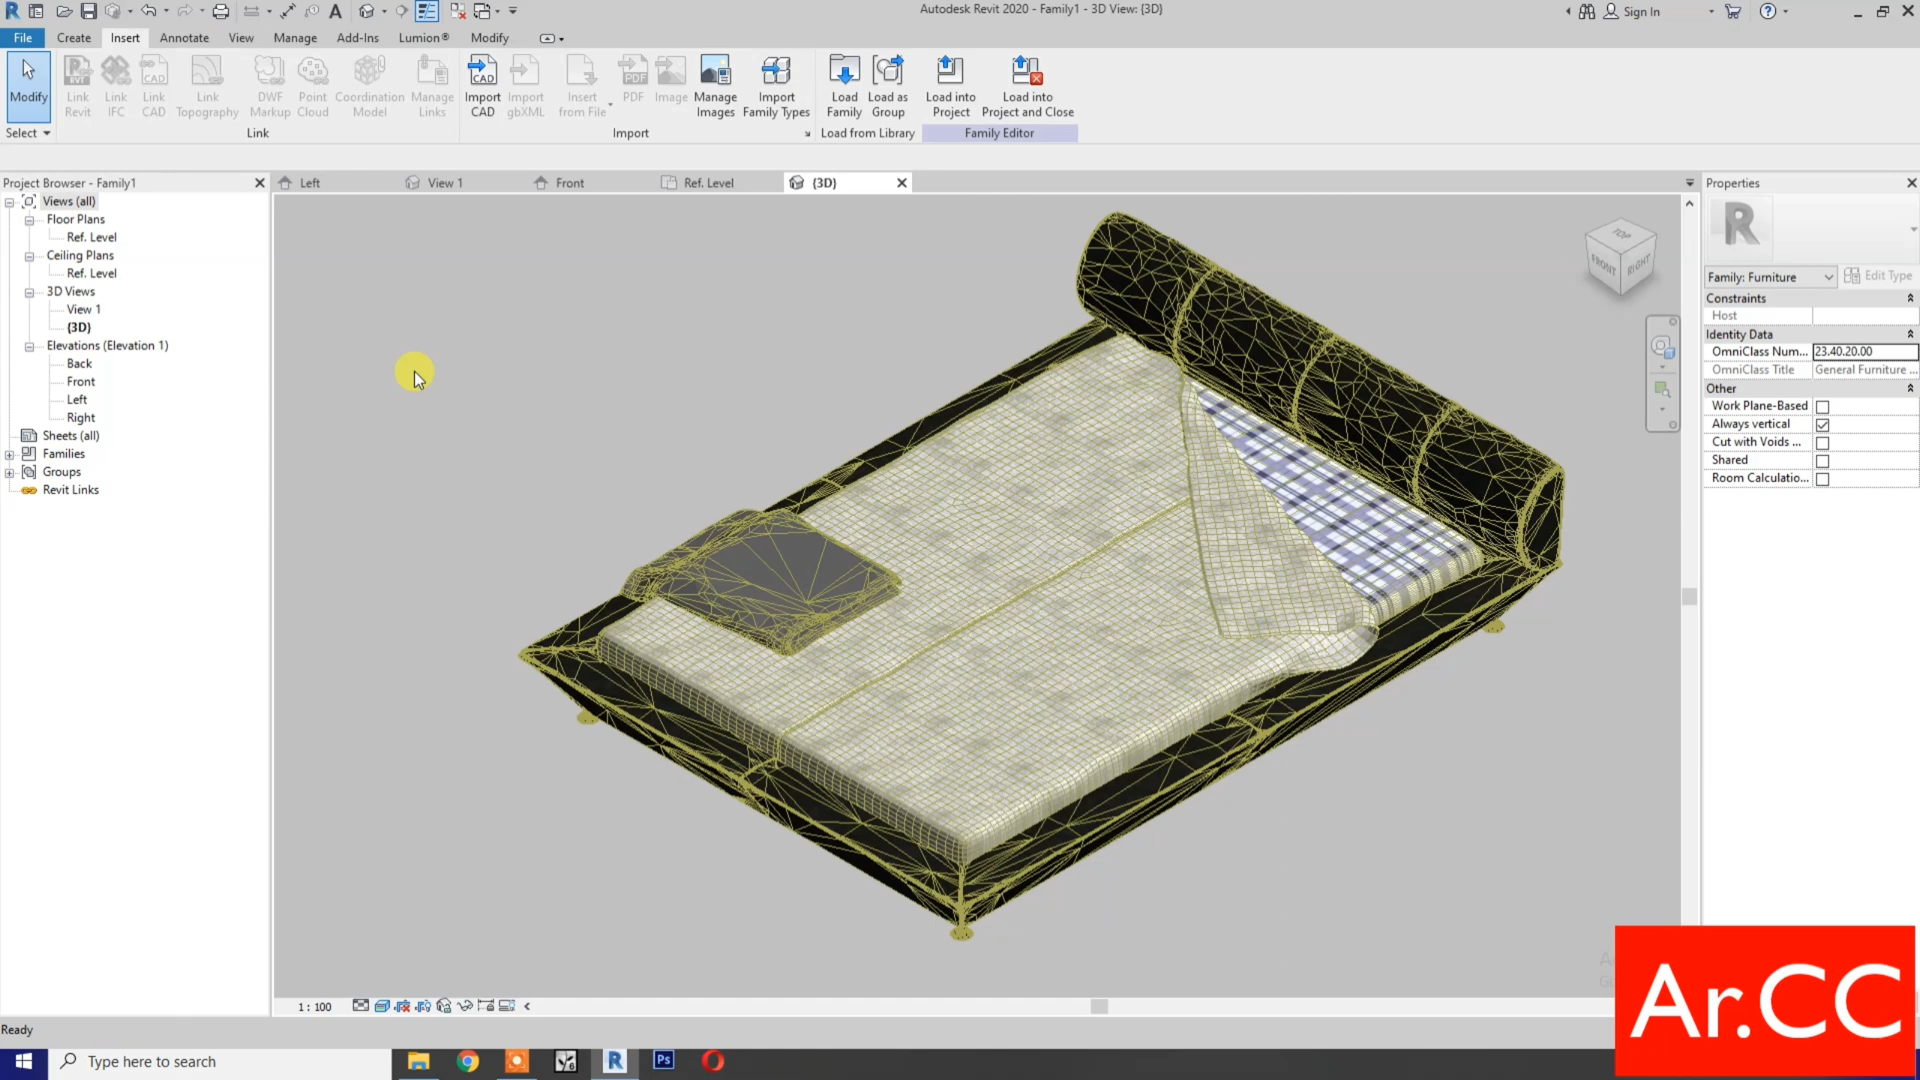 Autodesk Revit 2020 - Family1 - 3D View: {3D}
Sign In
File Create Insert Annotate View Manage Add-Ins Lumion® Modify
Modify
Link Revit
Link IFC
Link CAD
Link Topography
DWF Markup
Point Cloud
Coordination Model
Manage Links
Import CAD
Import gbXML
Insert from File
PDF
Image
Manage Images
Import Family Types
Load Family
Load as Group
Load into Project
Load into Project and Close
Select
Link
Import
Load from Library
Family Editor
Project Browser - Family1
Left
View 1
Front
Ref. Level
{3D}
Properties
Views (all)
Floor Plans
Ref. Level
Ceiling Plans
Ref. Level
3D Views
View 1
{3D}
Elevations (Elevation 1)
Back
Front
Left
Right
Sheets (all)
Families
Groups
Revit Links
TOP
FRONT
RIGHT
Family: Furniture
Edit Type
Constraints
Host
Identity Data
OmniClass Num... 23.40.20.00
OmniClass Title General Furniture ...
Other
Work Plane-Based
Always vertical
Cut with Voids ...
Shared
Room Calculatio...
1 : 100
Ready
Type here to search
Ps
Ar.CC